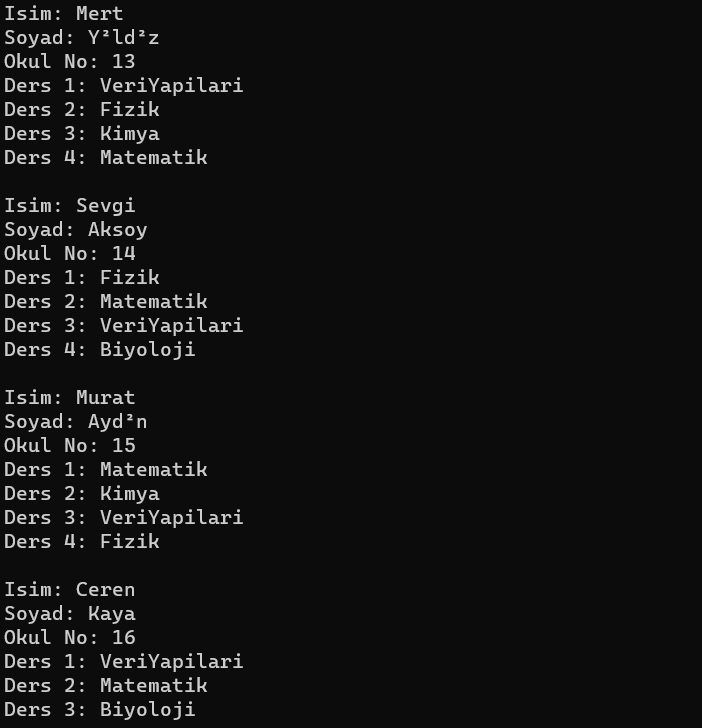 Isim: Mert
Soyad: Y²ld²z
Okul No: 13
Ders 1: VeriYapilari
Ders 2: Fizik
Ders 3: Kimya
Ders 4: Matematik

Isim: Sevgi
Soyad: Aksoy
Okul No: 14
Ders 1: Fizik
Ders 2: Matematik
Ders 3: VeriYapilari
Ders 4: Biyoloji

Isim: Murat
Soyad: Ayd²n
Okul No: 15
Ders 1: Matematik
Ders 2: Kimya
Ders 3: VeriYapilari
Ders 4: Fizik

Isim: Ceren
Soyad: Kaya
Okul No: 16
Ders 1: VeriYapilari
Ders 2: Matematik
Ders 3: Biyoloji